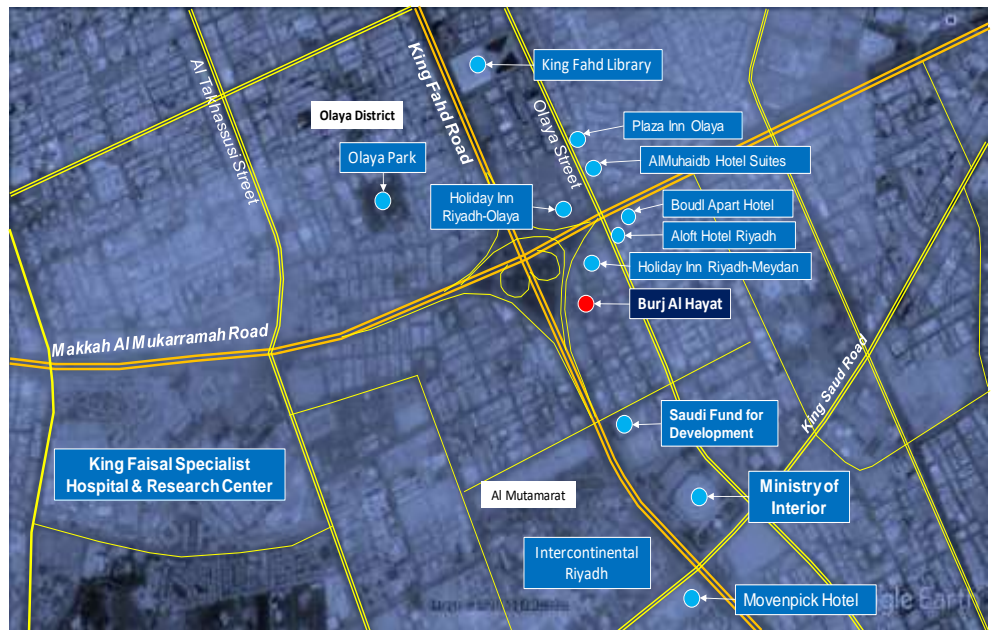 King Fahd Library
King Fahd Road
Al Takhassusi Street
Olaya District
Olaya Street
Plaza Inn Olaya
Olaya Park
AlMuhaidb Hotel Suites
Holiday Inn
Riyadh-Olaya
Boudl Apart Hotel
Aloft Hotel Riyadh
Holiday Inn Riyadh-Meydan
Burj Al Hayat
Makkah Al Mukarramah Road
King Saud Road
Saudi Fund for
Development
King Faisal Specialist
Hospital & Research Center
Al Mutamarat
Ministry of
Interior
Intercontinental
Riyadh
Movenpick Hotel
gle Earth